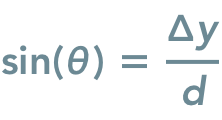 sin(θ) = Δy/d